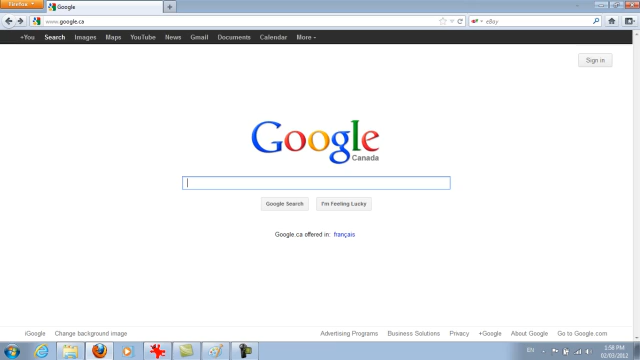 Firefox
Google
www.google.ca
eBay
+You Search Images Maps YouTube News Gmail Documents Calendar More
Sign in
Google
Canada
Google Search I'm Feeling Lucky
Google.ca offered in: français
iGoogle Change background image Advertising Programs Business Solutions Privacy +Google About Google Go to Google.com
EN 1:58 PM
02/03/2012